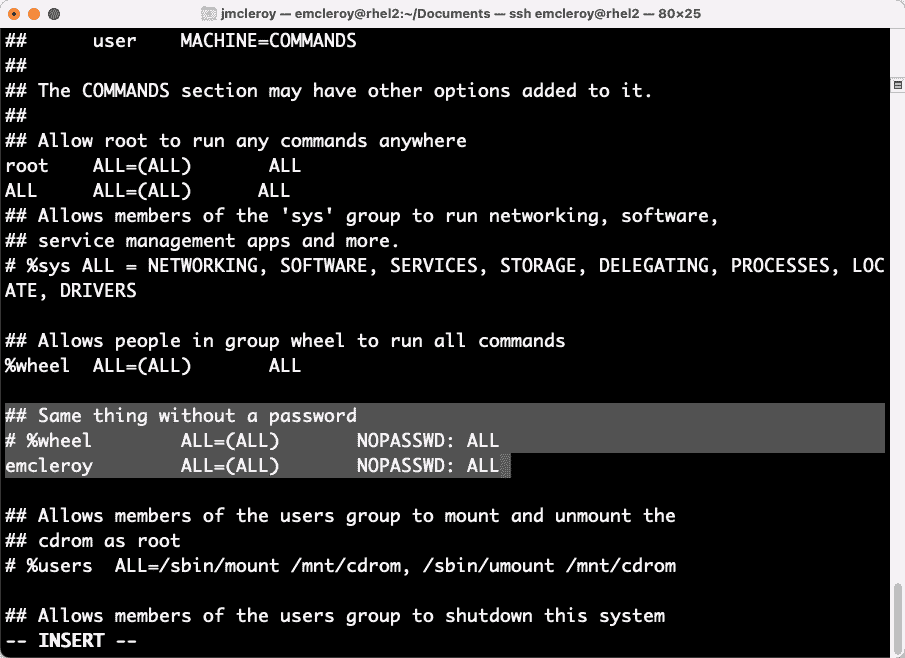 jmcleroy — emcleroy@rhel2:~/Documents — ssh emcleroy@rhel2 — 80×25
##      user    MACHINE=COMMANDS
##
## The COMMANDS section may have other options added to it.
##
## Allow root to run any commands anywhere
root    ALL=(ALL)       ALL
ALL     ALL=(ALL)      ALL
## Allows members of the 'sys' group to run networking, software,
## service management apps and more.
# %sys ALL = NETWORKING, SOFTWARE, SERVICES, STORAGE, DELEGATING, PROCESSES, LOC
ATE, DRIVERS
## Allows people in group wheel to run all commands
%wheel  ALL=(ALL)       ALL
## Same thing without a password
# %wheel        ALL=(ALL)       NOPASSWD: ALL
emcleroy        ALL=(ALL)       NOPASSWD: ALL
## Allows members of the users group to mount and unmount the
## cdrom as root
# %users  ALL=/sbin/mount /mnt/cdrom, /sbin/umount /mnt/cdrom
## Allows members of the users group to shutdown this system
-- INSERT --